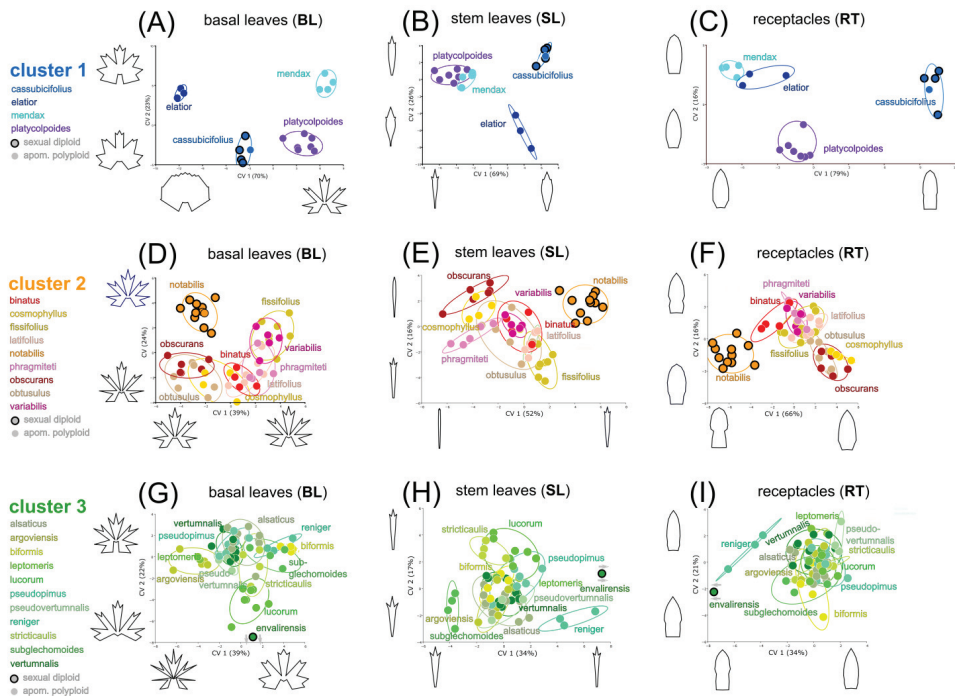 (A) basal leaves (BL)
(B) stem leaves (SL)
(C) receptacles (RT)
cluster 1
cassubicifolius
elatior
mendax
platycolpoides
sexual diploid
apom. polyploid
mendax
elatior
cassubicifolius
platycolpoides
CV 2 (23%)
CV 1 (70%)
platycolpoides
cassubicifolius
mendax
elatior
CV 2 (26%)
CV 1 (69%)
mendax
elatior
cassubicifolius
platycolpoides
CV 2 (16%)
CV 1 (79%)
(D) basal leaves (BL)
(E) stem leaves (SL)
(F) receptacles (RT)
cluster 2
binatus
cosmophyllus
fissifolius
latifolius
notabilis
phragmiteti
obscurans
obtusulus
variabilis
sexual diploid
apom. polyploid
notabilis
fissifolius
obscurans
binatus
variabilis
phragmiteti
latifolius
obtusulus
cosmophyllus
CV 2 (24%)
CV 1 (39%)
obscurans
notabilis
variabilis
cosmophyllus
binatus
latifolius
phragmiteti
obtusulus
fissifolius
CV 2 (16%)
CV 1 (52%)
phragmiteti
binatus
variabilis
latifolius
obtusulus
cosmophyllus
fissifolius
notabilis
obscurans
CV 2 (16%)
CV 1 (66%)
(G) basal leaves (BL)
(H) stem leaves (SL)
(I) receptacles (RT)
cluster 3
alsaticus
argoviensis
biformis
leptomeris
lucorum
pseudopimus
pseudovertumnalis
reniger
stricticaulis
subglechomoides
vertumnalis
sexual diploid
apom. polyploid
vertumnalis
alsaticus
pseudopimus
reniger
biformis
leptomeris
sub-
glechomoides
pseudo-
vertumnalis
argoviensis
stricticaulis
lucorum
envalirensis
CV 2 (22%)
CV 1 (39%)
stricticaulis
lucorum
pseudopimus
biformis
leptomeris
envalirensis
pseudovertumnalis
argoviensis
vertumnalis
alsaticus
subglechomoides
reniger
CV 2 (17%)
CV 1 (34%)
leptomeris
reniger
vertumnalis
pseudo-
vertumnalis
alsaticus
stricticaulis
argoviensis
lucorum
pseudopimus
envalirensis
subglechomoides
biformis
CV 2 (21%)
CV 1 (34%)